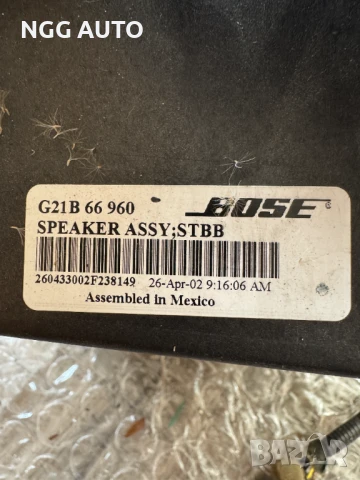 NGG AUTO
G21B 66 960
BOSE
SPEAKER ASSY;STBB
260433002F238149 26-Apr-02 9:16:06 AM
Assembled in Mexico
BAZAR